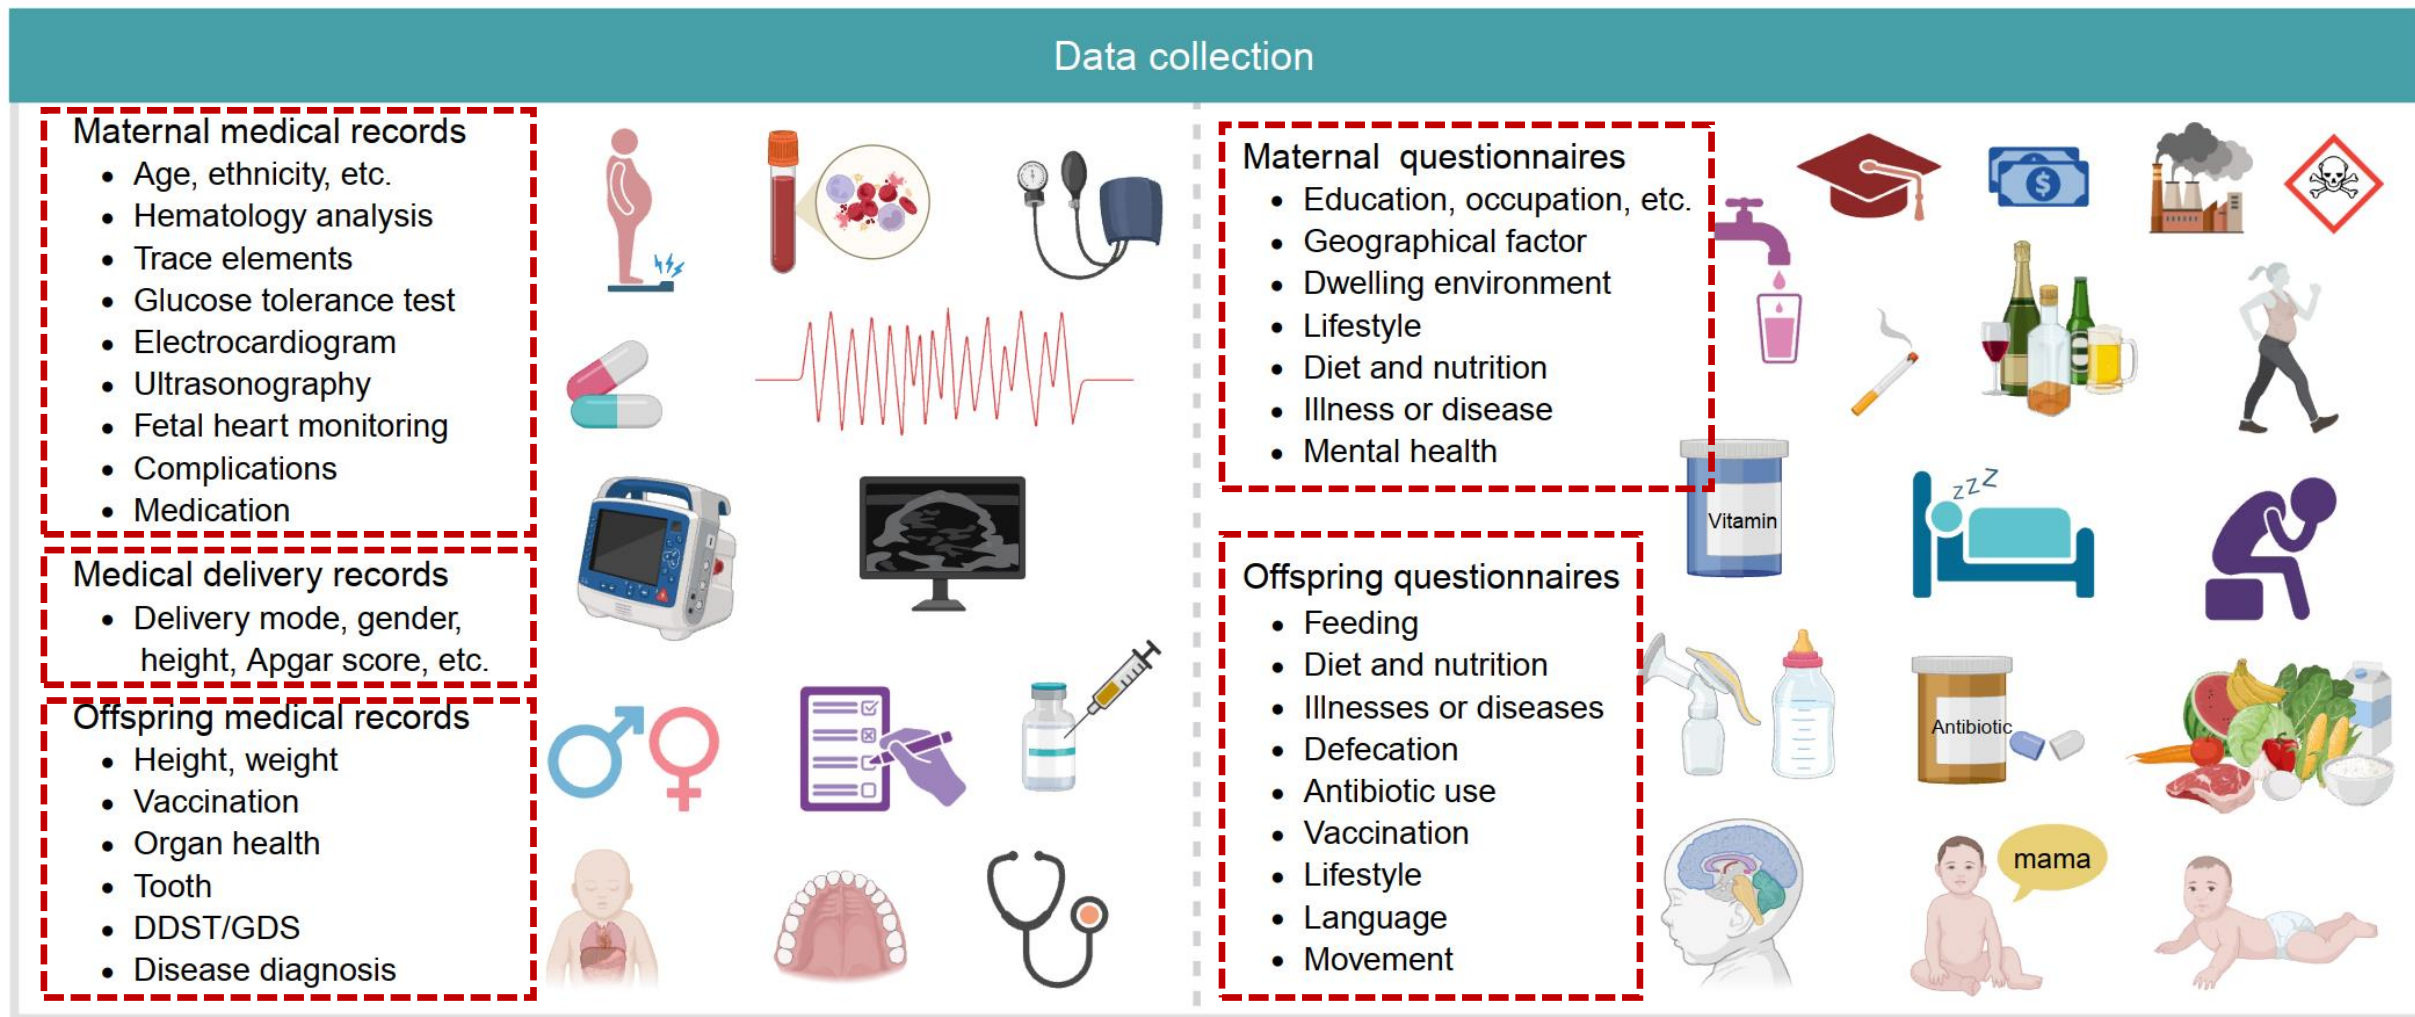 Data collection
Maternal medical records
• Age, ethnicity, etc.
• Hematology analysis
• Trace elements
• Glucose tolerance test
• Electrocardiogram
• Ultrasonography
• Fetal heart monitoring
• Complications
• Medication
Medical delivery records
• Delivery mode, gender,
height, Apgar score, etc.
Offspring medical records
• Height, weight
• Vaccination
• Organ health
• Tooth
• DDST/GDS
• Disease diagnosis
Maternal questionnaires
• Education, occupation, etc.
• Geographical factor
• Dwelling environment
• Lifestyle
• Diet and nutrition
• Illness or disease
• Mental health
Vitamin
zzZ
Offspring questionnaires
• Feeding
• Diet and nutrition
• Illnesses or diseases
• Defecation
• Antibiotic use
• Vaccination
• Lifestyle
• Language
• Movement
Antibiotic
mama